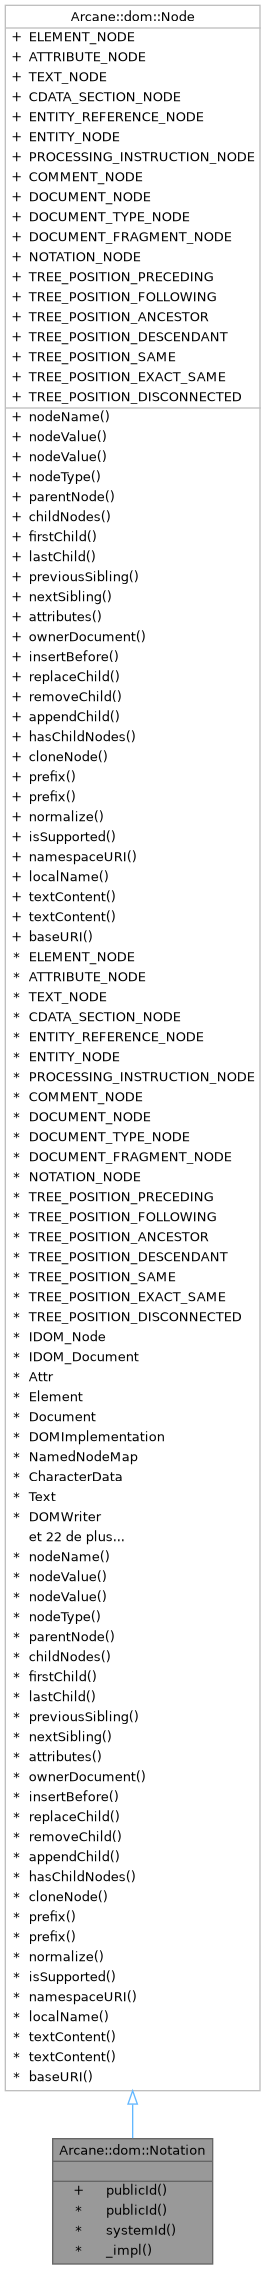 Arcane::dom::Node
+ ELEMENT_NODE
+ ATTRIBUTE_NODE
+ TEXT_NODE
+ CDATA_SECTION_NODE
+ ENTITY_REFERENCE_NODE
+ ENTITY_NODE
+ PROCESSING_INSTRUCTION_NODE
+ COMMENT_NODE
+ DOCUMENT_NODE
+ DOCUMENT_TYPE_NODE
+ DOCUMENT_FRAGMENT_NODE
+ NOTATION_NODE
+ TREE_POSITION_PRECEDING
+ TREE_POSITION_FOLLOWING
+ TREE_POSITION_ANCESTOR
+ TREE_POSITION_DESCENDANT
+ TREE_POSITION_SAME
+ TREE_POSITION_EXACT_SAME
+ TREE_POSITION_DISCONNECTED
+ nodeName()
+ nodeValue()
+ nodeValue()
+ nodeType()
+ parentNode()
+ childNodes()
+ firstChild()
+ lastChild()
+ previousSibling()
+ nextSibling()
+ attributes()
+ ownerDocument()
+ insertBefore()
+ replaceChild()
+ removeChild()
+ appendChild()
+ hasChildNodes()
+ cloneNode()
+ prefix()
+ prefix()
+ normalize()
+ isSupported()
+ namespaceURI()
+ localName()
+ textContent()
+ textContent()
+ baseURI()
* ELEMENT_NODE
* ATTRIBUTE_NODE
* TEXT_NODE
* CDATA_SECTION_NODE
* ENTITY_REFERENCE_NODE
* ENTITY_NODE
* PROCESSING_INSTRUCTION_NODE
* COMMENT_NODE
* DOCUMENT_NODE
* DOCUMENT_TYPE_NODE
* DOCUMENT_FRAGMENT_NODE
* NOTATION_NODE
* TREE_POSITION_PRECEDING
* TREE_POSITION_FOLLOWING
* TREE_POSITION_ANCESTOR
* TREE_POSITION_DESCENDANT
* TREE_POSITION_SAME
* TREE_POSITION_EXACT_SAME
* TREE_POSITION_DISCONNECTED
* IDOM_Node
* IDOM_Document
* Attr
* Element
* Document
* DOMImplementation
* NamedNodeMap
* CharacterData
* Text
* DOMWriter
et 22 de plus...
* nodeName()
* nodeValue()
* nodeValue()
* nodeType()
* parentNode()
* childNodes()
* firstChild()
* lastChild()
* previousSibling()
* nextSibling()
* attributes()
* ownerDocument()
* insertBefore()
* replaceChild()
* removeChild()
* appendChild()
* hasChildNodes()
* cloneNode()
* prefix()
* prefix()
* normalize()
* isSupported()
* namespaceURI()
* localName()
* textContent()
* textContent()
* baseURI()
Arcane::dom::Notation
+ publicId()
* publicId()
* systemId()
* _impl()